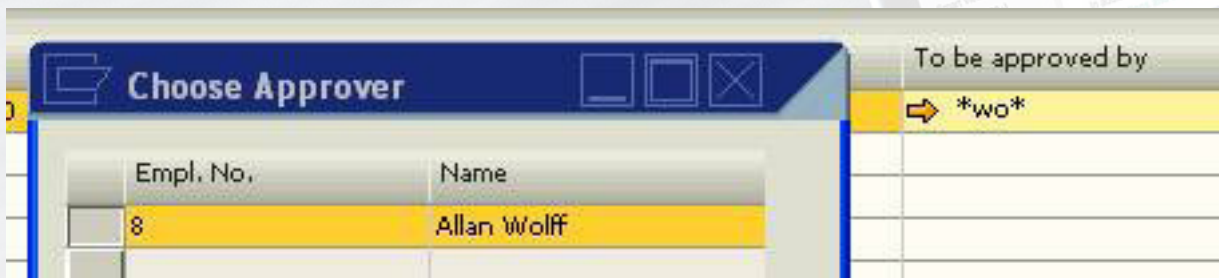 To be approved by
Choose Approver
*wo*
Empl. No. Name
8 Allan Wolff